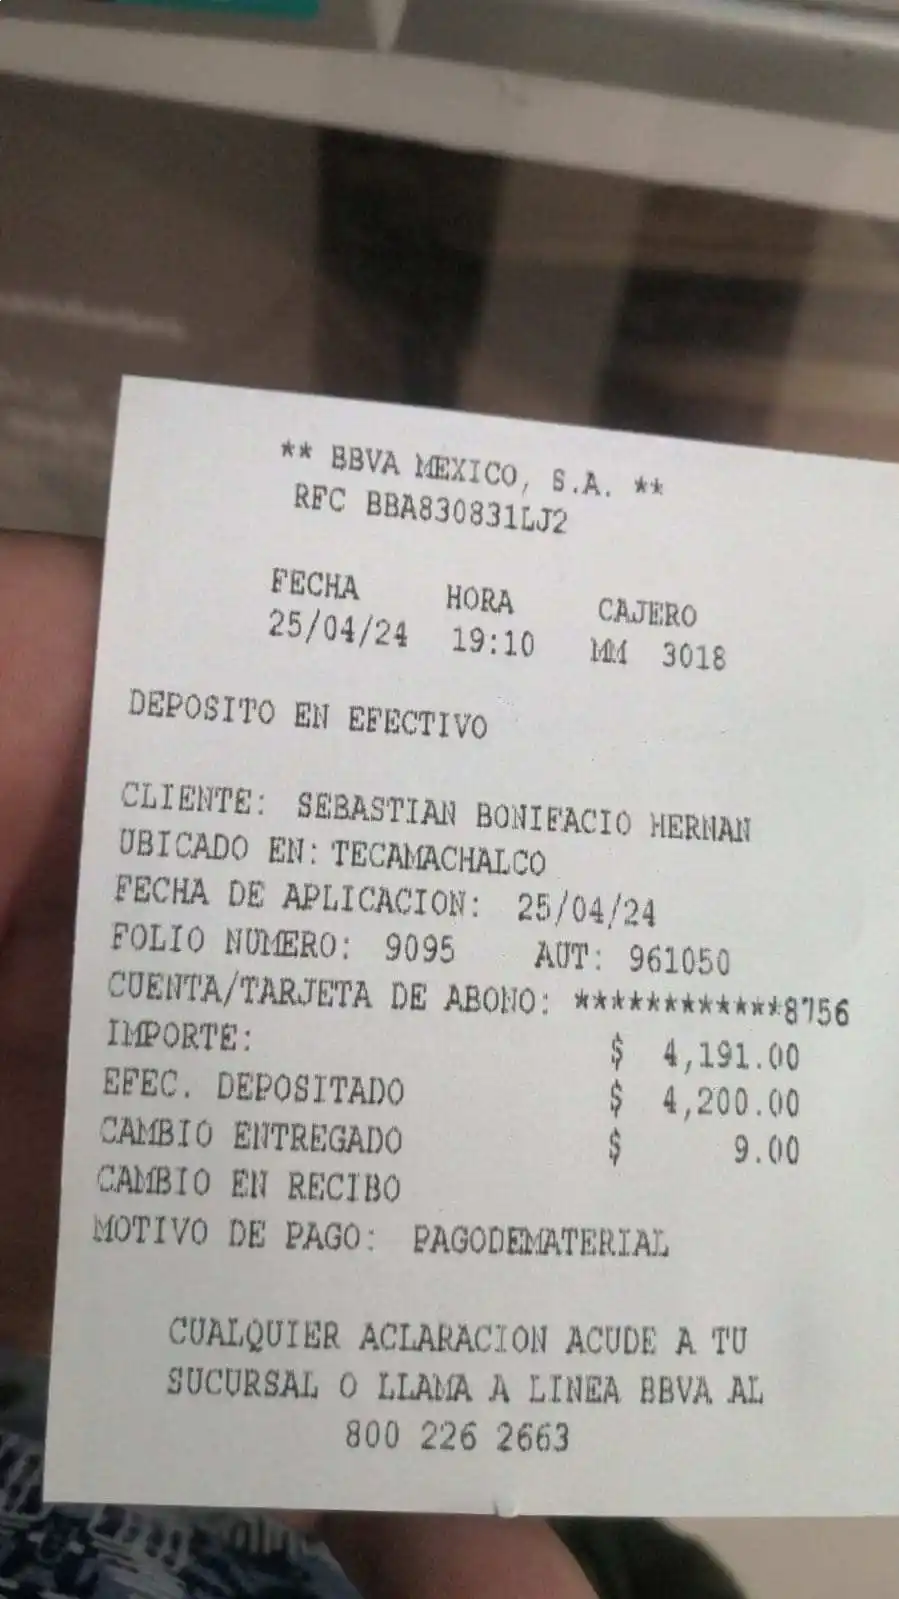 ** BBVA MEXICO, S.A. **
RFC BBA830831LJ2
FECHA HORA CAJERO
25/04/24 19:10 MM 3018
DEPOSITO EN EFECTIVO
CLIENTE: SEBASTIAN BONIFACIO HERNAN
UBICADO EN: TECAMACHALCO
FECHA DE APLICACION: 25/04/24
FOLIO NUMERO: 9095 AUT: 961050
CUENTA/TARJETA DE ABONO: ************8756
IMPORTE: $ 4,191.00
EFEC. DEPOSITADO $ 4,200.00
CAMBIO ENTREGADO $ 9.00
CAMBIO EN RECIBO
MOTIVO DE PAGO: PAGODEMATERIAL
CUALQUIER ACLARACION ACUDE A TU
SUCURSAL O LLAMA A LINEA BBVA AL
800 226 2663